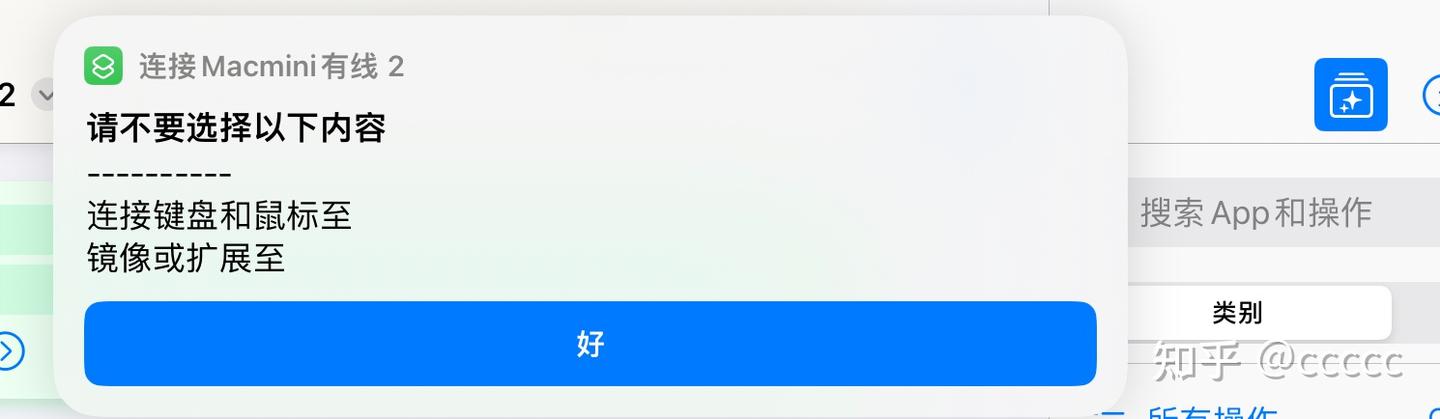 连接Macmini有线 2
2
请不要选择以下内容
----------
连接键盘和鼠标至
镜像或扩展至
好
搜索 App和操作
类别
知乎 @ccccc
所有操作